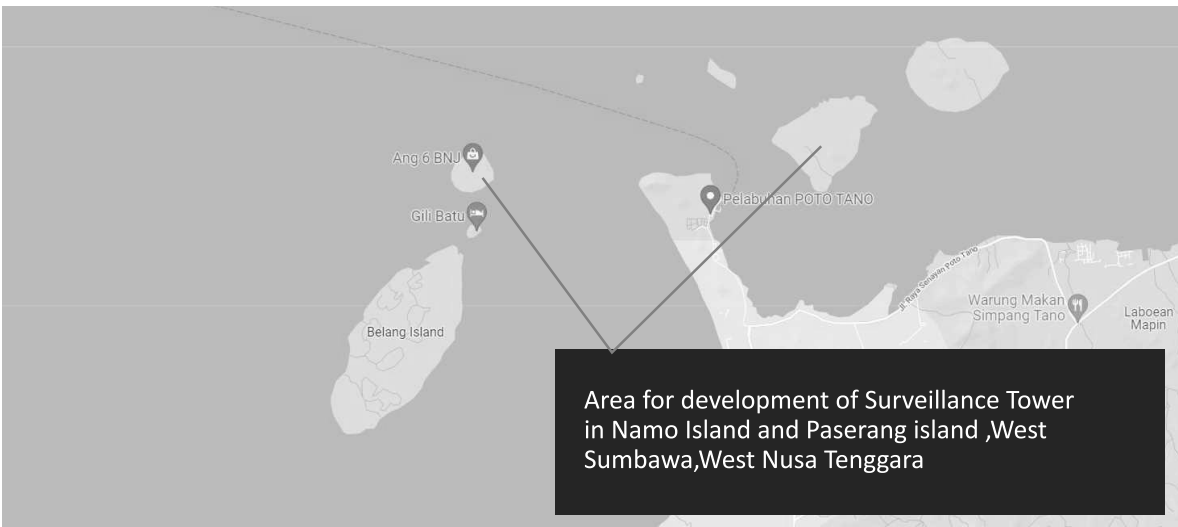 Ang 6 BNJ
Pelabuhan POTO TANO
Gili Batu
Jl. Raya Senayan Poto Tano
Warung Makan
Simpang Tano
Laboean
Mapin
Belang Island
Area for development of Surveillance Tower
in Namo Island and Paserang island ,West
Sumbawa,West Nusa Tenggara